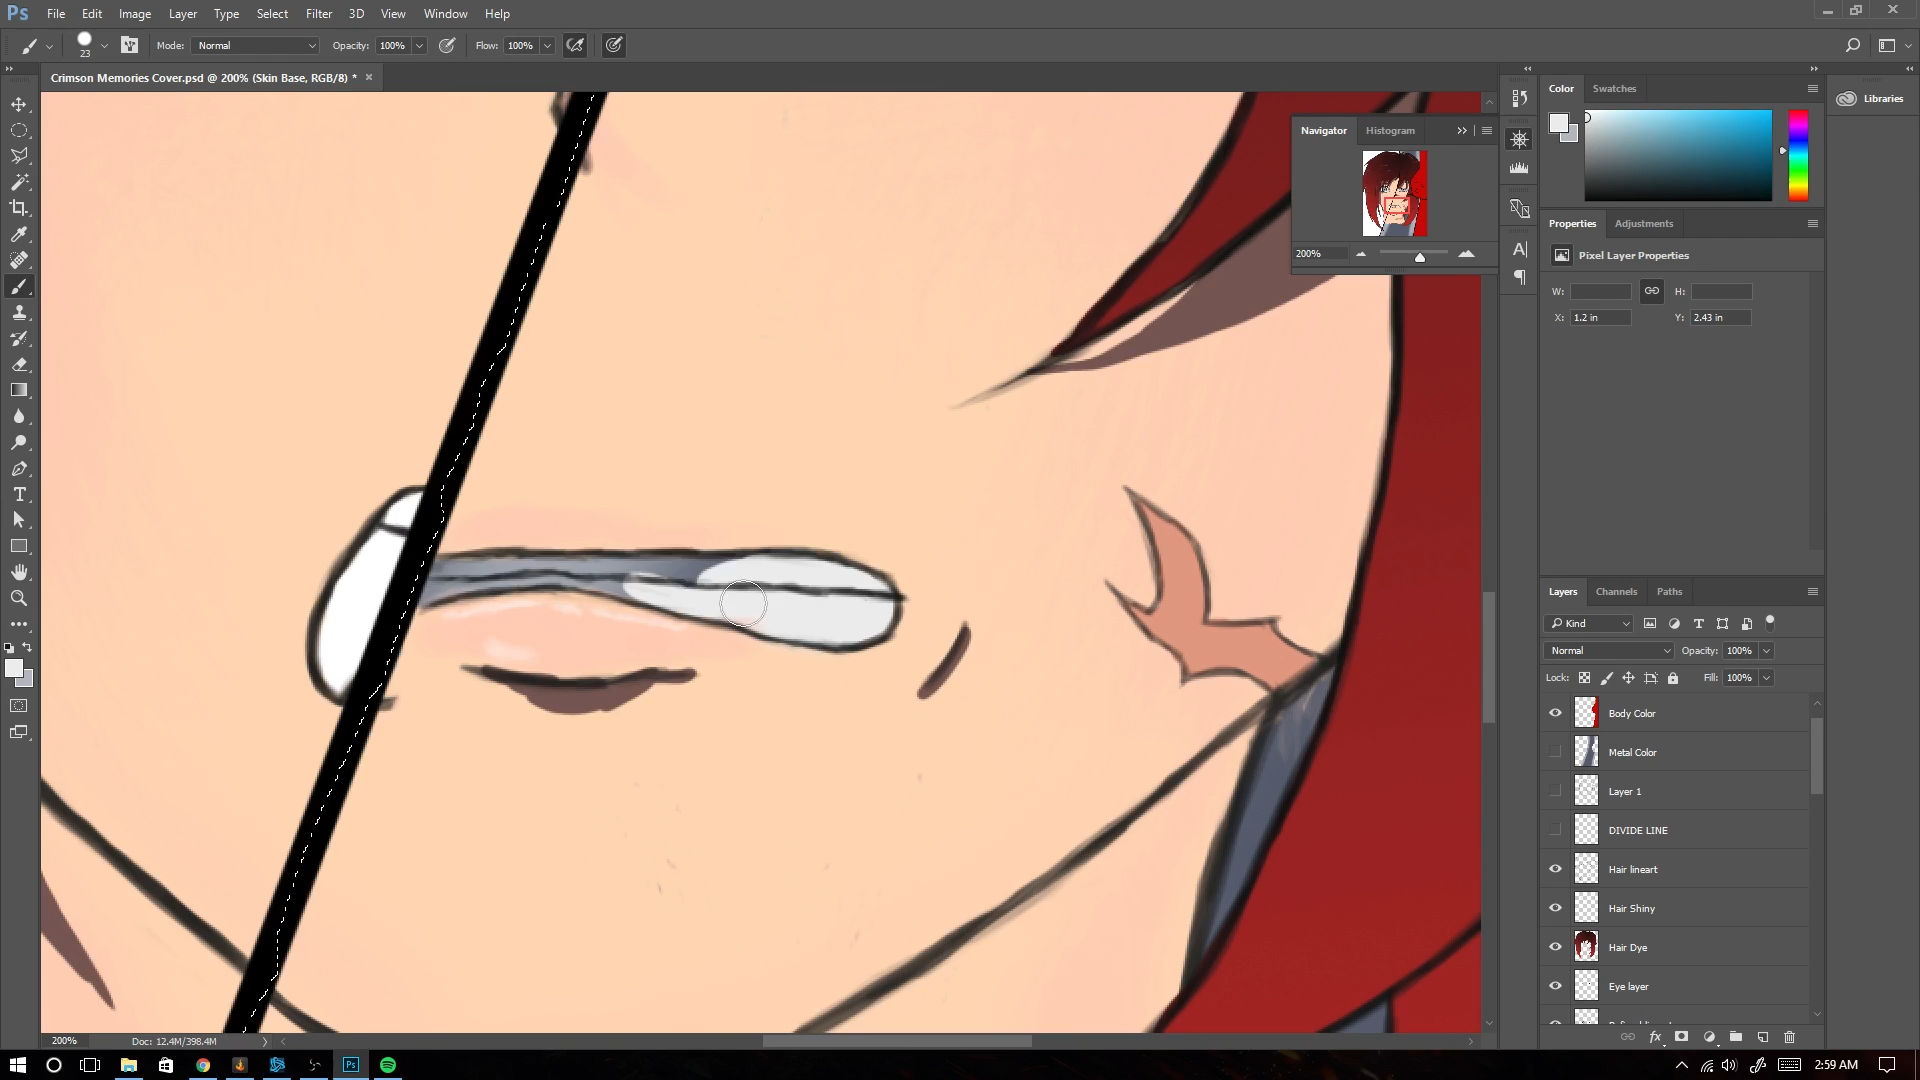 Ps File Edit Image Layer Type Select Filter 3D View Window Help
23 Mode: Normal Opacity: 100% Flow: 100%
Crimson Memories Cover.psd @ 200% (Skin Base, RGB/8) * ×
Navigator Histogram
200%
Color Swatches
Libraries
Properties Adjustments
Pixel Layer Properties
W: H:
X: 1.2 in Y: 2.43 in
Layers Channels Paths
Kind
Normal Opacity: 100%
Lock: Fill: 100%
Body Color
Metal Color
Layer 1
DIVIDE LINE
Hair lineart
Hair Shiny
Hair Dye
Eye layer
200% Doc: 12.4M/398.4M
Ps 2:59 AM